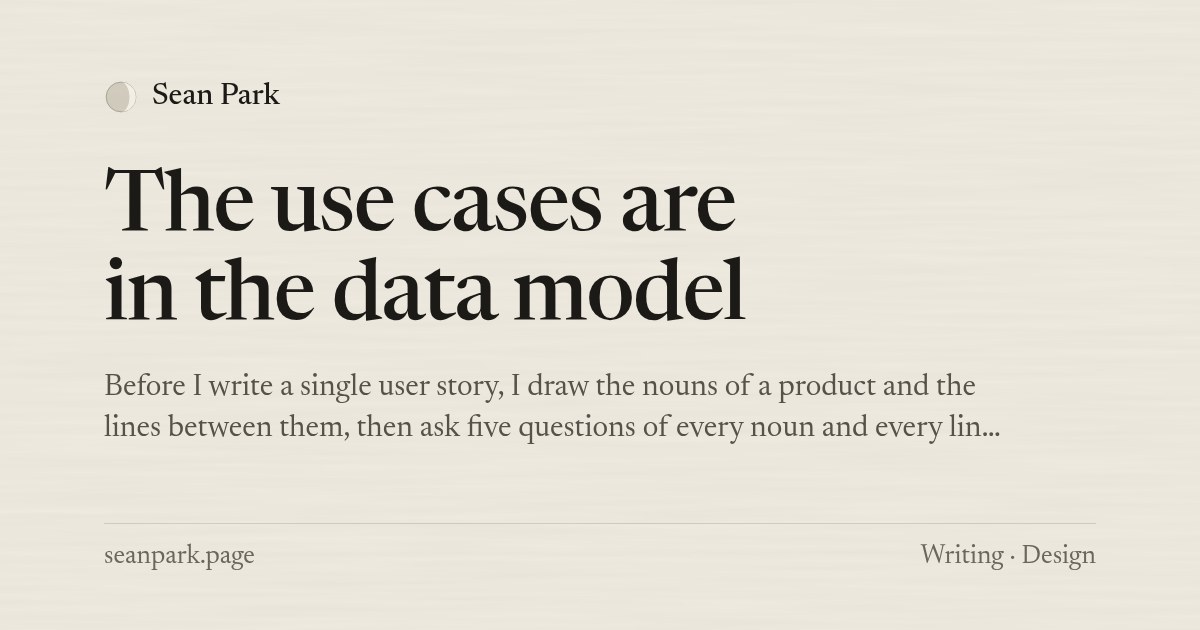 Sean Park
The use cases are
in the data model
Before I write a single user story, I draw the nouns of a product and the
lines between them, then ask five questions of every noun and every lin...
seanpark.page
Writing · Design